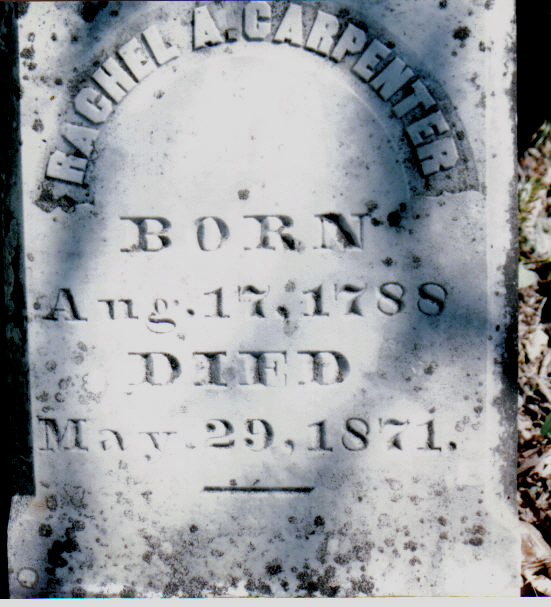 RACHEL A. CARPENTER
BORN
Aug. 17, 1788
DIED
May. 29, 1871.